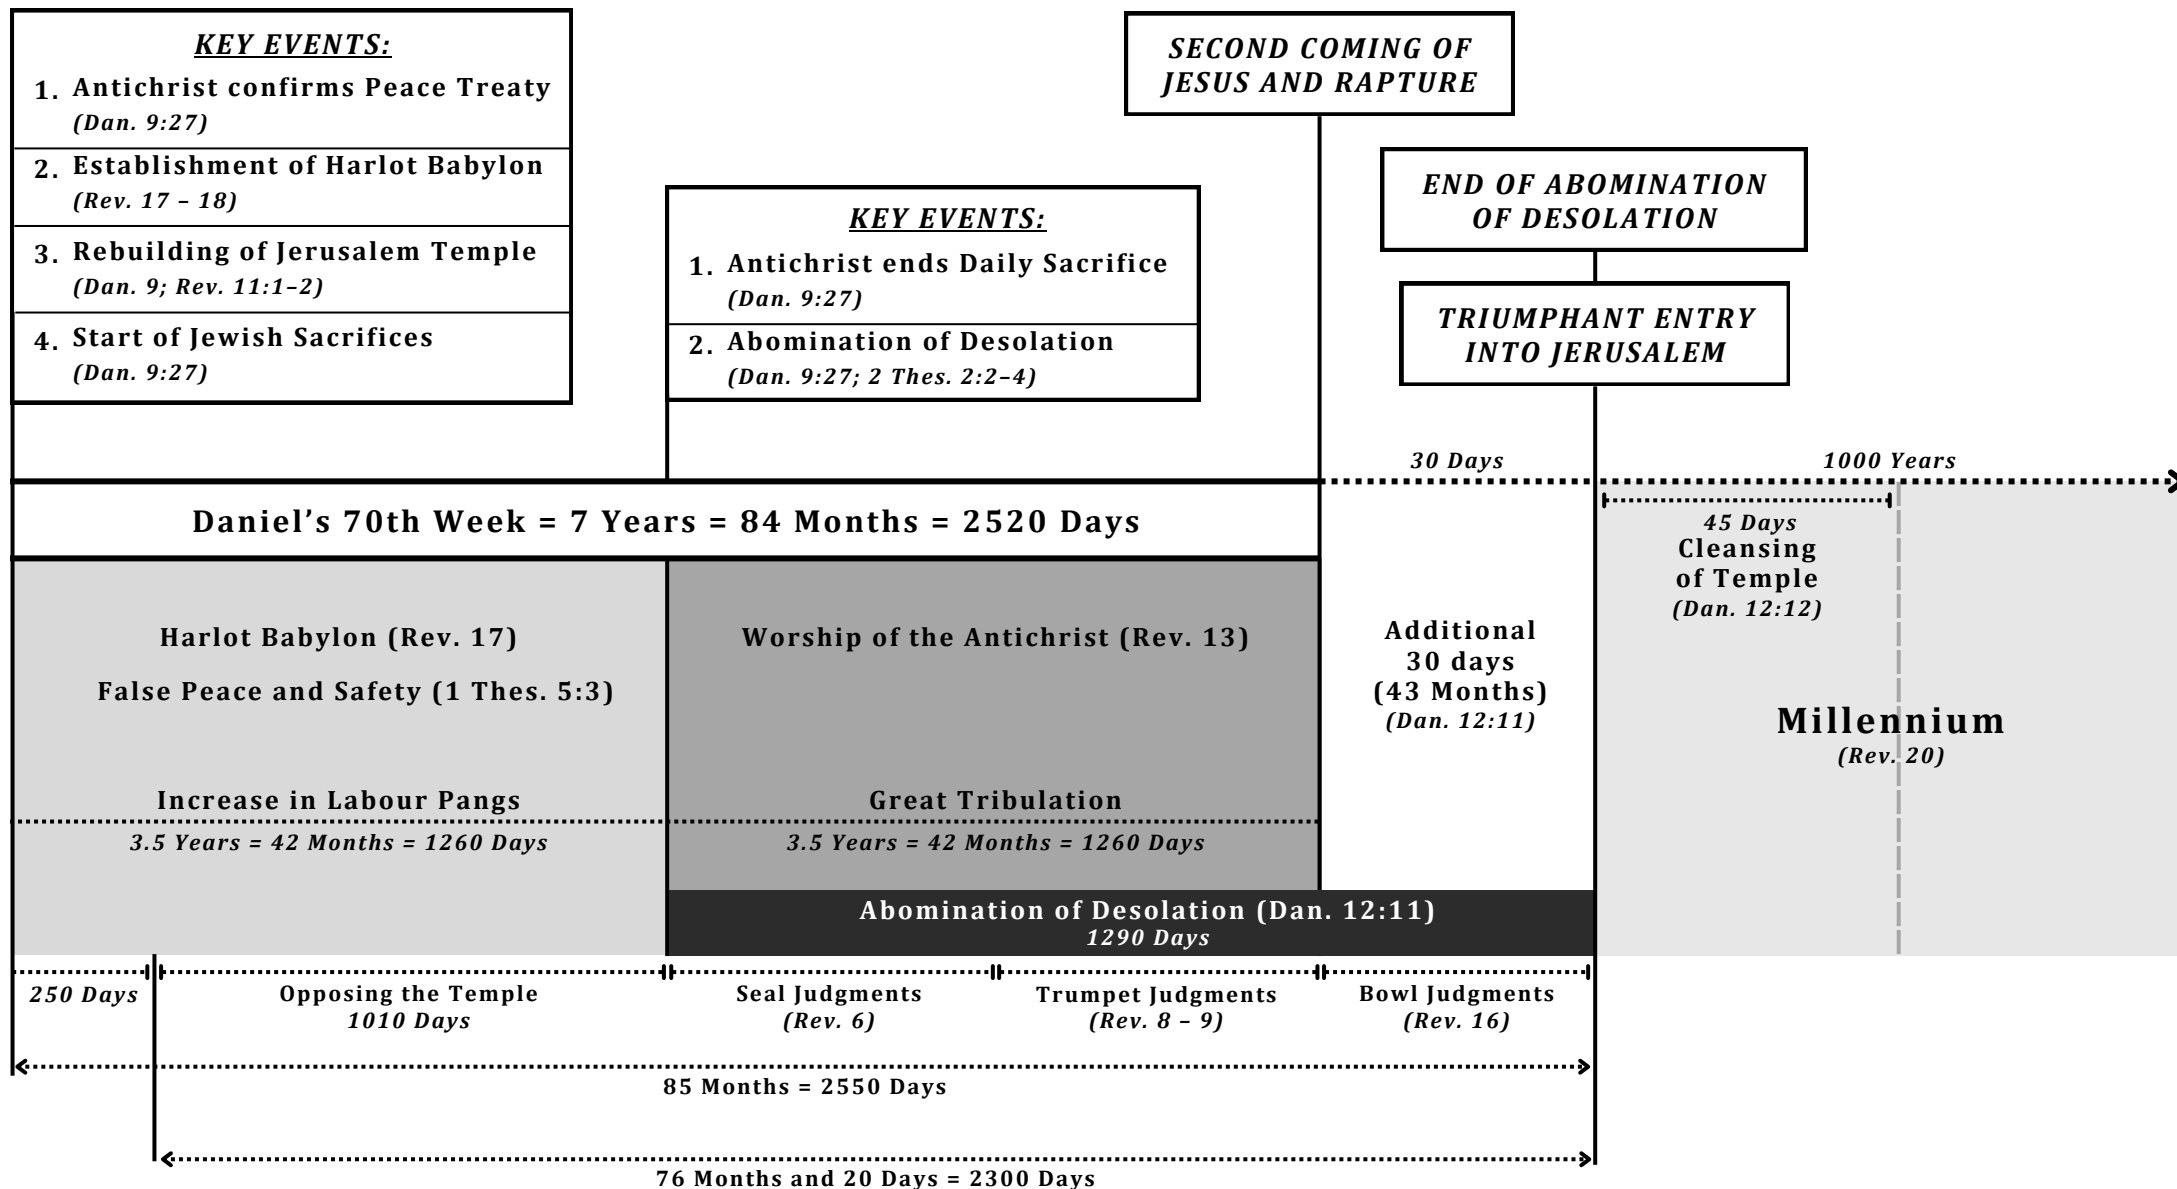 KEY EVENTS:
1. Antichrist confirms Peace Treaty
(Dan. 9:27)
2. Establishment of Harlot Babylon
(Rev. 17 – 18)
3. Rebuilding of Jerusalem Temple
(Dan. 9; Rev. 11:1–2)
4. Start of Jewish Sacrifices
(Dan. 9:27)
KEY EVENTS:
1. Antichrist ends Daily Sacrifice
(Dan. 9:27)
2. Abomination of Desolation
(Dan. 9:27; 2 Thes. 2:2–4)
SECOND COMING OF
JESUS AND RAPTURE
END OF ABOMINATION
OF DESOLATION
TRIUMPHANT ENTRY
INTO JERUSALEM
30 Days
1000 Years
Daniel’s 70th Week = 7 Years = 84 Months = 2520 Days
45 Days
Cleansing
of Temple
(Dan. 12:12)
Harlot Babylon (Rev. 17)
False Peace and Safety (1 Thes. 5:3)
Increase in Labour Pangs
3.5 Years = 42 Months = 1260 Days
Worship of the Antichrist (Rev. 13)
Great Tribulation
3.5 Years = 42 Months = 1260 Days
Additional
30 days
(43 Months)
(Dan. 12:11)
Millennium
(Rev. 20)
Abomination of Desolation (Dan. 12:11)
1290 Days
250 Days
Opposing the Temple
1010 Days
Seal Judgments
(Rev. 6)
Trumpet Judgments
(Rev. 8 – 9)
Bowl Judgments
(Rev. 16)
85 Months = 2550 Days
76 Months and 20 Days = 2300 Days